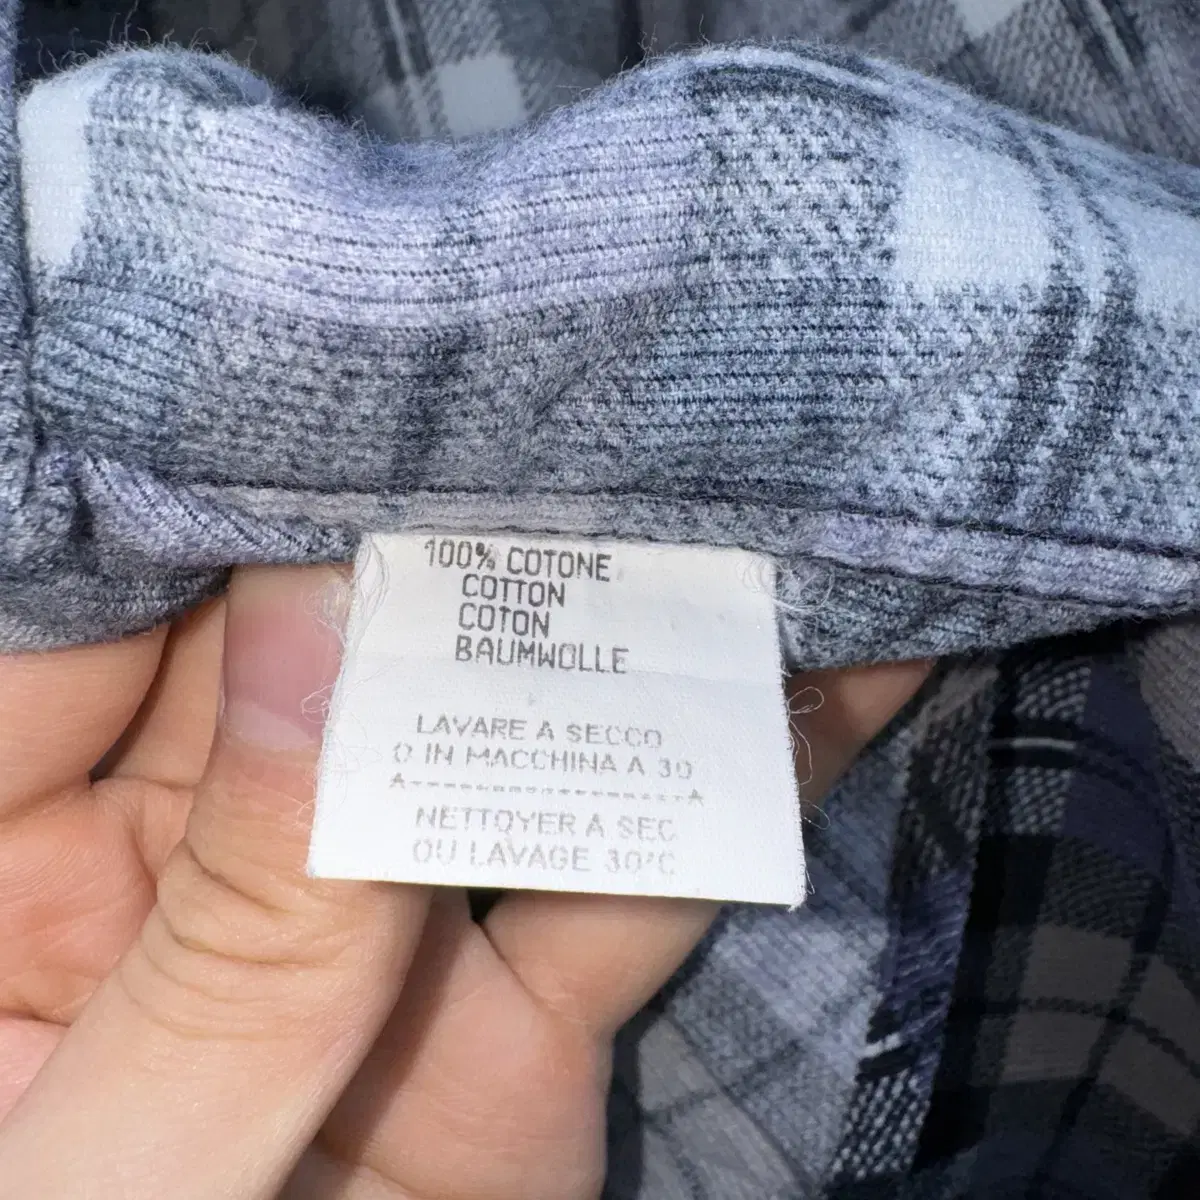 100% COTONE
COTTON
COTON
BAUMWOLLE
LAVARE A SECCO
O IN MACCHINA A 30
A------------------A
NETTOYER A SEC
OU LAVAGE 30°C